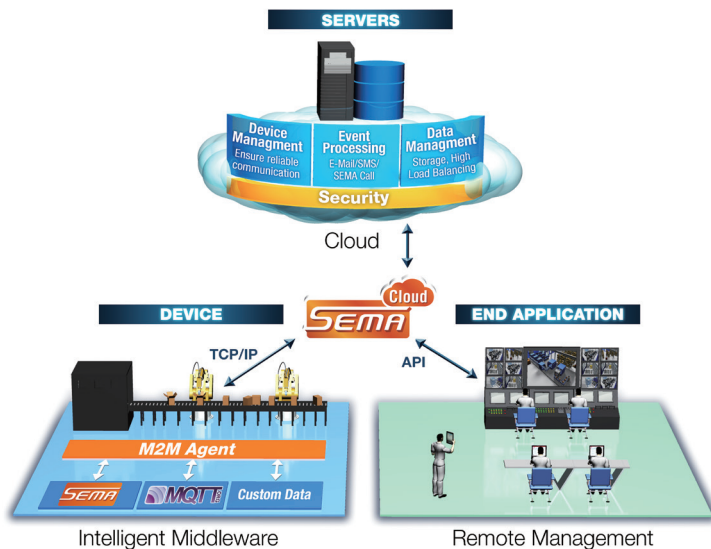 SERVERS
Device
Managment
Ensure reliable
communication
Event
Processing
E-Mail/SMS/
SEMA Call
Data
Managment
Storage, High
Load Balancing
Security
Cloud
DEVICE
Cloud
SEMA
END APPLICATION
TCP/IP
API
M2M Agent
SEMA
MQTT
Custom Data
Intelligent Middleware
Remote Management